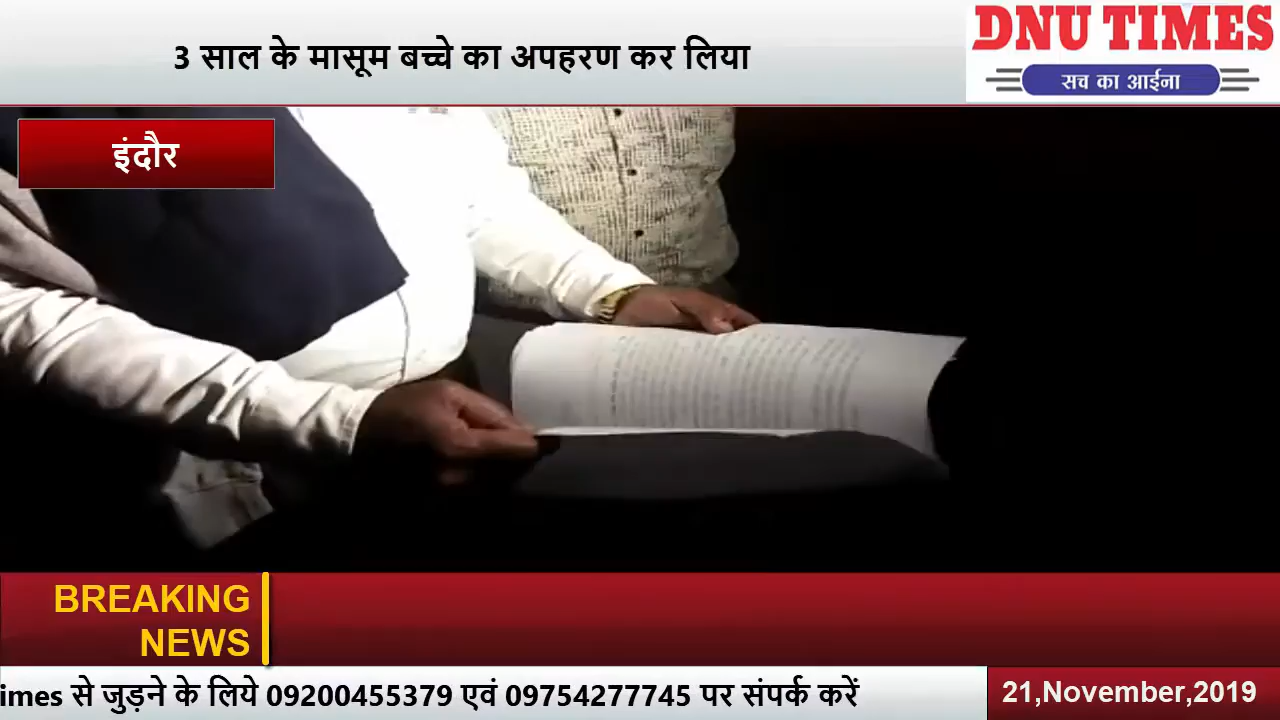 3 साल के मासूम बच्चे का अपहरण कर लिया
DNU TIMES
सच का आईना
इंदौर
BREAKING
NEWS
imes से जुड़ने के लिये 09200455379 एवं 09754277745 पर संपर्क करें
21,November,2019